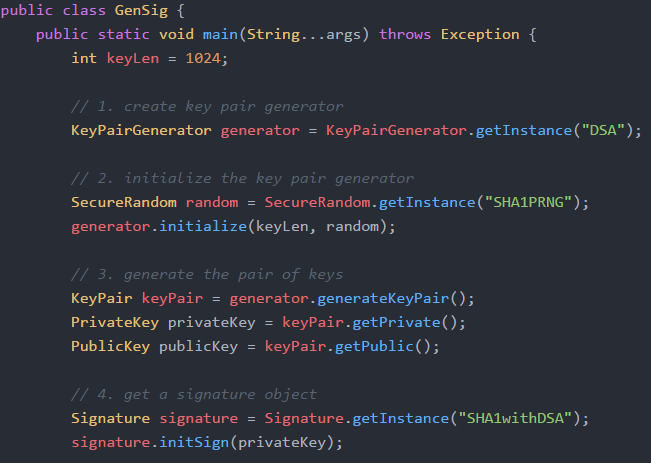 public class GenSig {
    public static void main(String...args) throws Exception {
        int keyLen = 1024;

        // 1. create key pair generator
        KeyPairGenerator generator = KeyPairGenerator.getInstance("DSA");

        // 2. initialize the key pair generator
        SecureRandom random = SecureRandom.getInstance("SHA1PRNG");
        generator.initialize(keyLen, random);

        // 3. generate the pair of keys
        KeyPair keyPair = generator.generateKeyPair();
        PrivateKey privateKey = keyPair.getPrivate();
        PublicKey publicKey = keyPair.getPublic();

        // 4. get a signature object
        Signature signature = Signature.getInstance("SHA1withDSA");
        signature.initSign(privateKey);